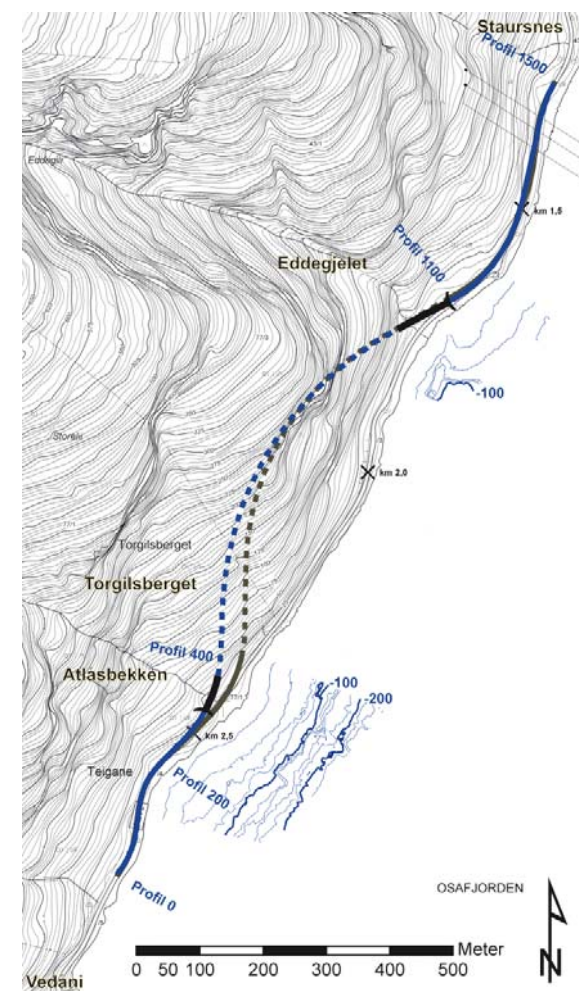 Staursnes
Profil 1500
Eddegjelet
km 1,5
Profil 1100
Eddegjelet
-100
km 2,0
Storeis
Torgilsberget
Torgilsberget
Profil 400
-100
-200
Atlasbekken
km 2,5
Teigane
Profil 200
Profil 0
OSAFJORDEN
Meter
0 50 100 200 300 400 500
N
Vedani